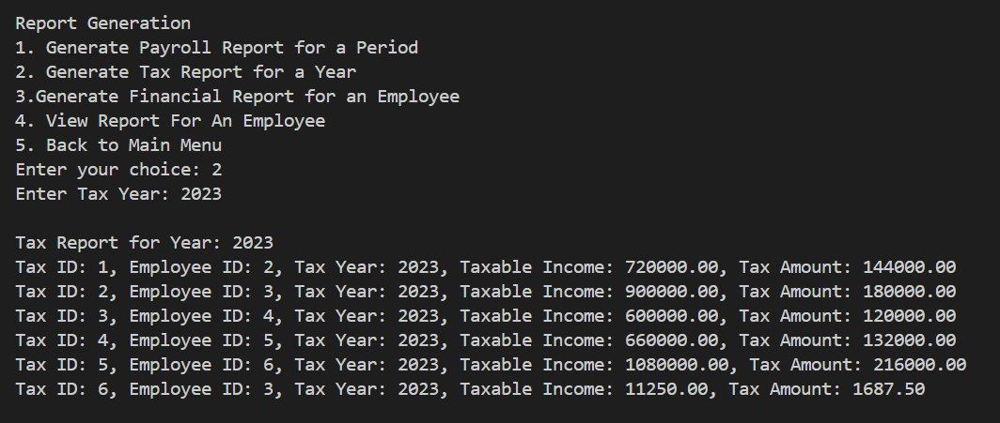 Report Generation
1. Generate Payroll Report for a Period
2. Generate Tax Report for a Year
3.Generate Financial Report for an Employee
4. View Report For An Employee
5. Back to Main Menu
Enter your choice: 2
Enter Tax Year: 2023
Tax Report for Year: 2023
Tax ID: 1, Employee ID: 2, Tax Year: 2023, Taxable Income: 720000.00, Tax Amount: 144000.00
Tax ID: 2, Employee ID: 3, Tax Year: 2023, Taxable Income: 900000.00, Tax Amount: 180000.00
Tax ID: 3, Employee ID: 4, Tax Year: 2023, Taxable Income: 600000.00, Tax Amount: 120000.00
Tax ID: 4, Employee ID: 5, Tax Year: 2023, Taxable Income: 660000.00, Tax Amount: 132000.00
Tax ID: 5, Employee ID: 6, Tax Year: 2023, Taxable Income: 1080000.00, Tax Amount: 216000.00
Tax ID: 6, Employee ID: 3, Tax Year: 2023, Taxable Income: 11250.00, Tax Amount: 1687.50